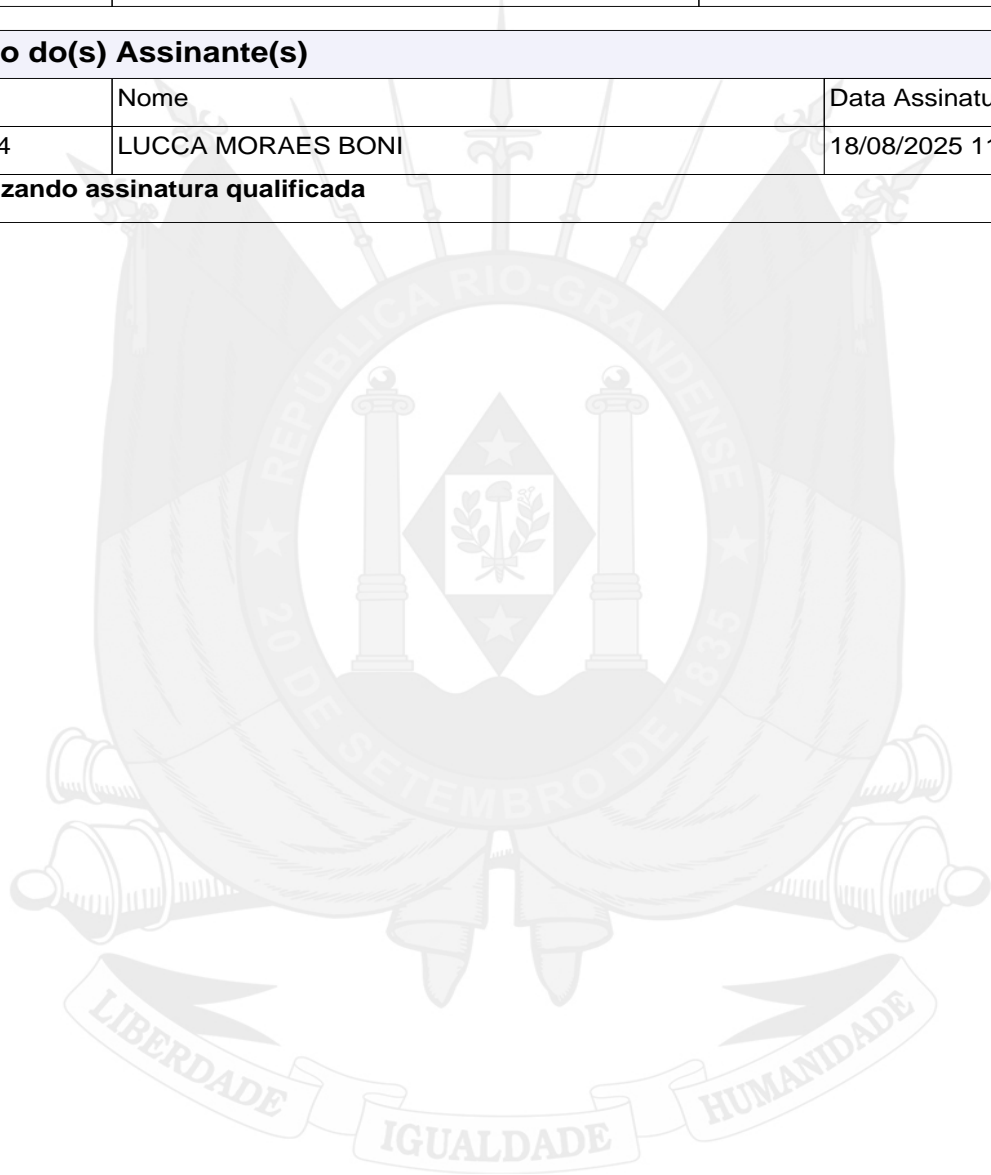 o do(s) Assinante(s)
Nome
Data Assinatu
4
LUCCA MORAES BONI
18/08/2025 11
zando assinatura qualificada
REPÚBLICA RIO-GRANDENSE
20 DE SETEMBRO DE 1835
LIBERDADE
IGUALDADE
HUMANIDADE